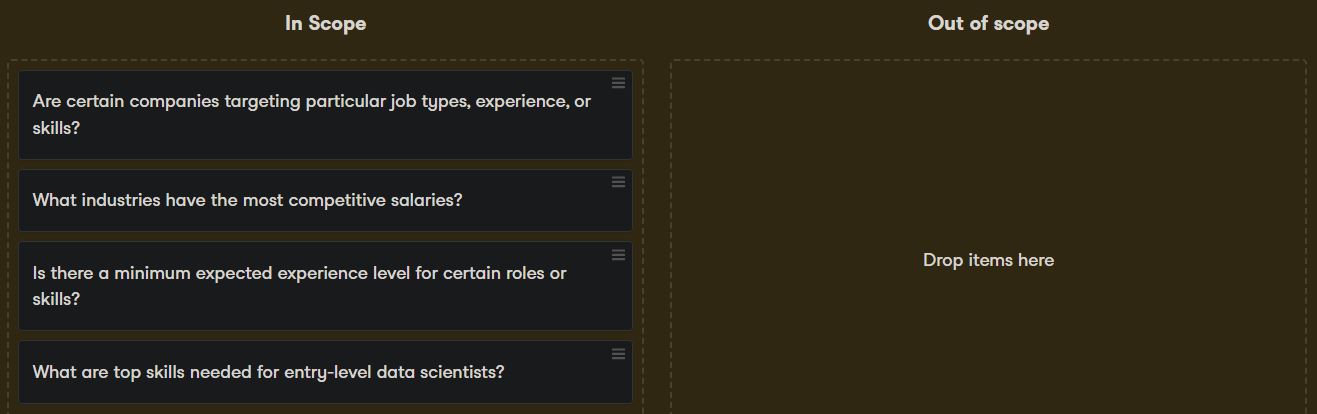 In Scope
Out of scope
Are certain companies targeting particular job types, experience, or
skills?
What industries have the most competitive salaries?
Is there a minimum expected experience level for certain roles or
skills?
What are top skills needed for entry-level data scientists?
Drop items here